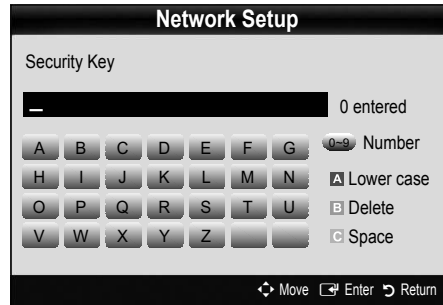 Network Setup
Security Key
_ 0 entered
A B C D E F G 0~9 Number
H I J K L M N A Lower case
O P Q R S T U B Delete
V W X Y Z C Space
Move Enter Return